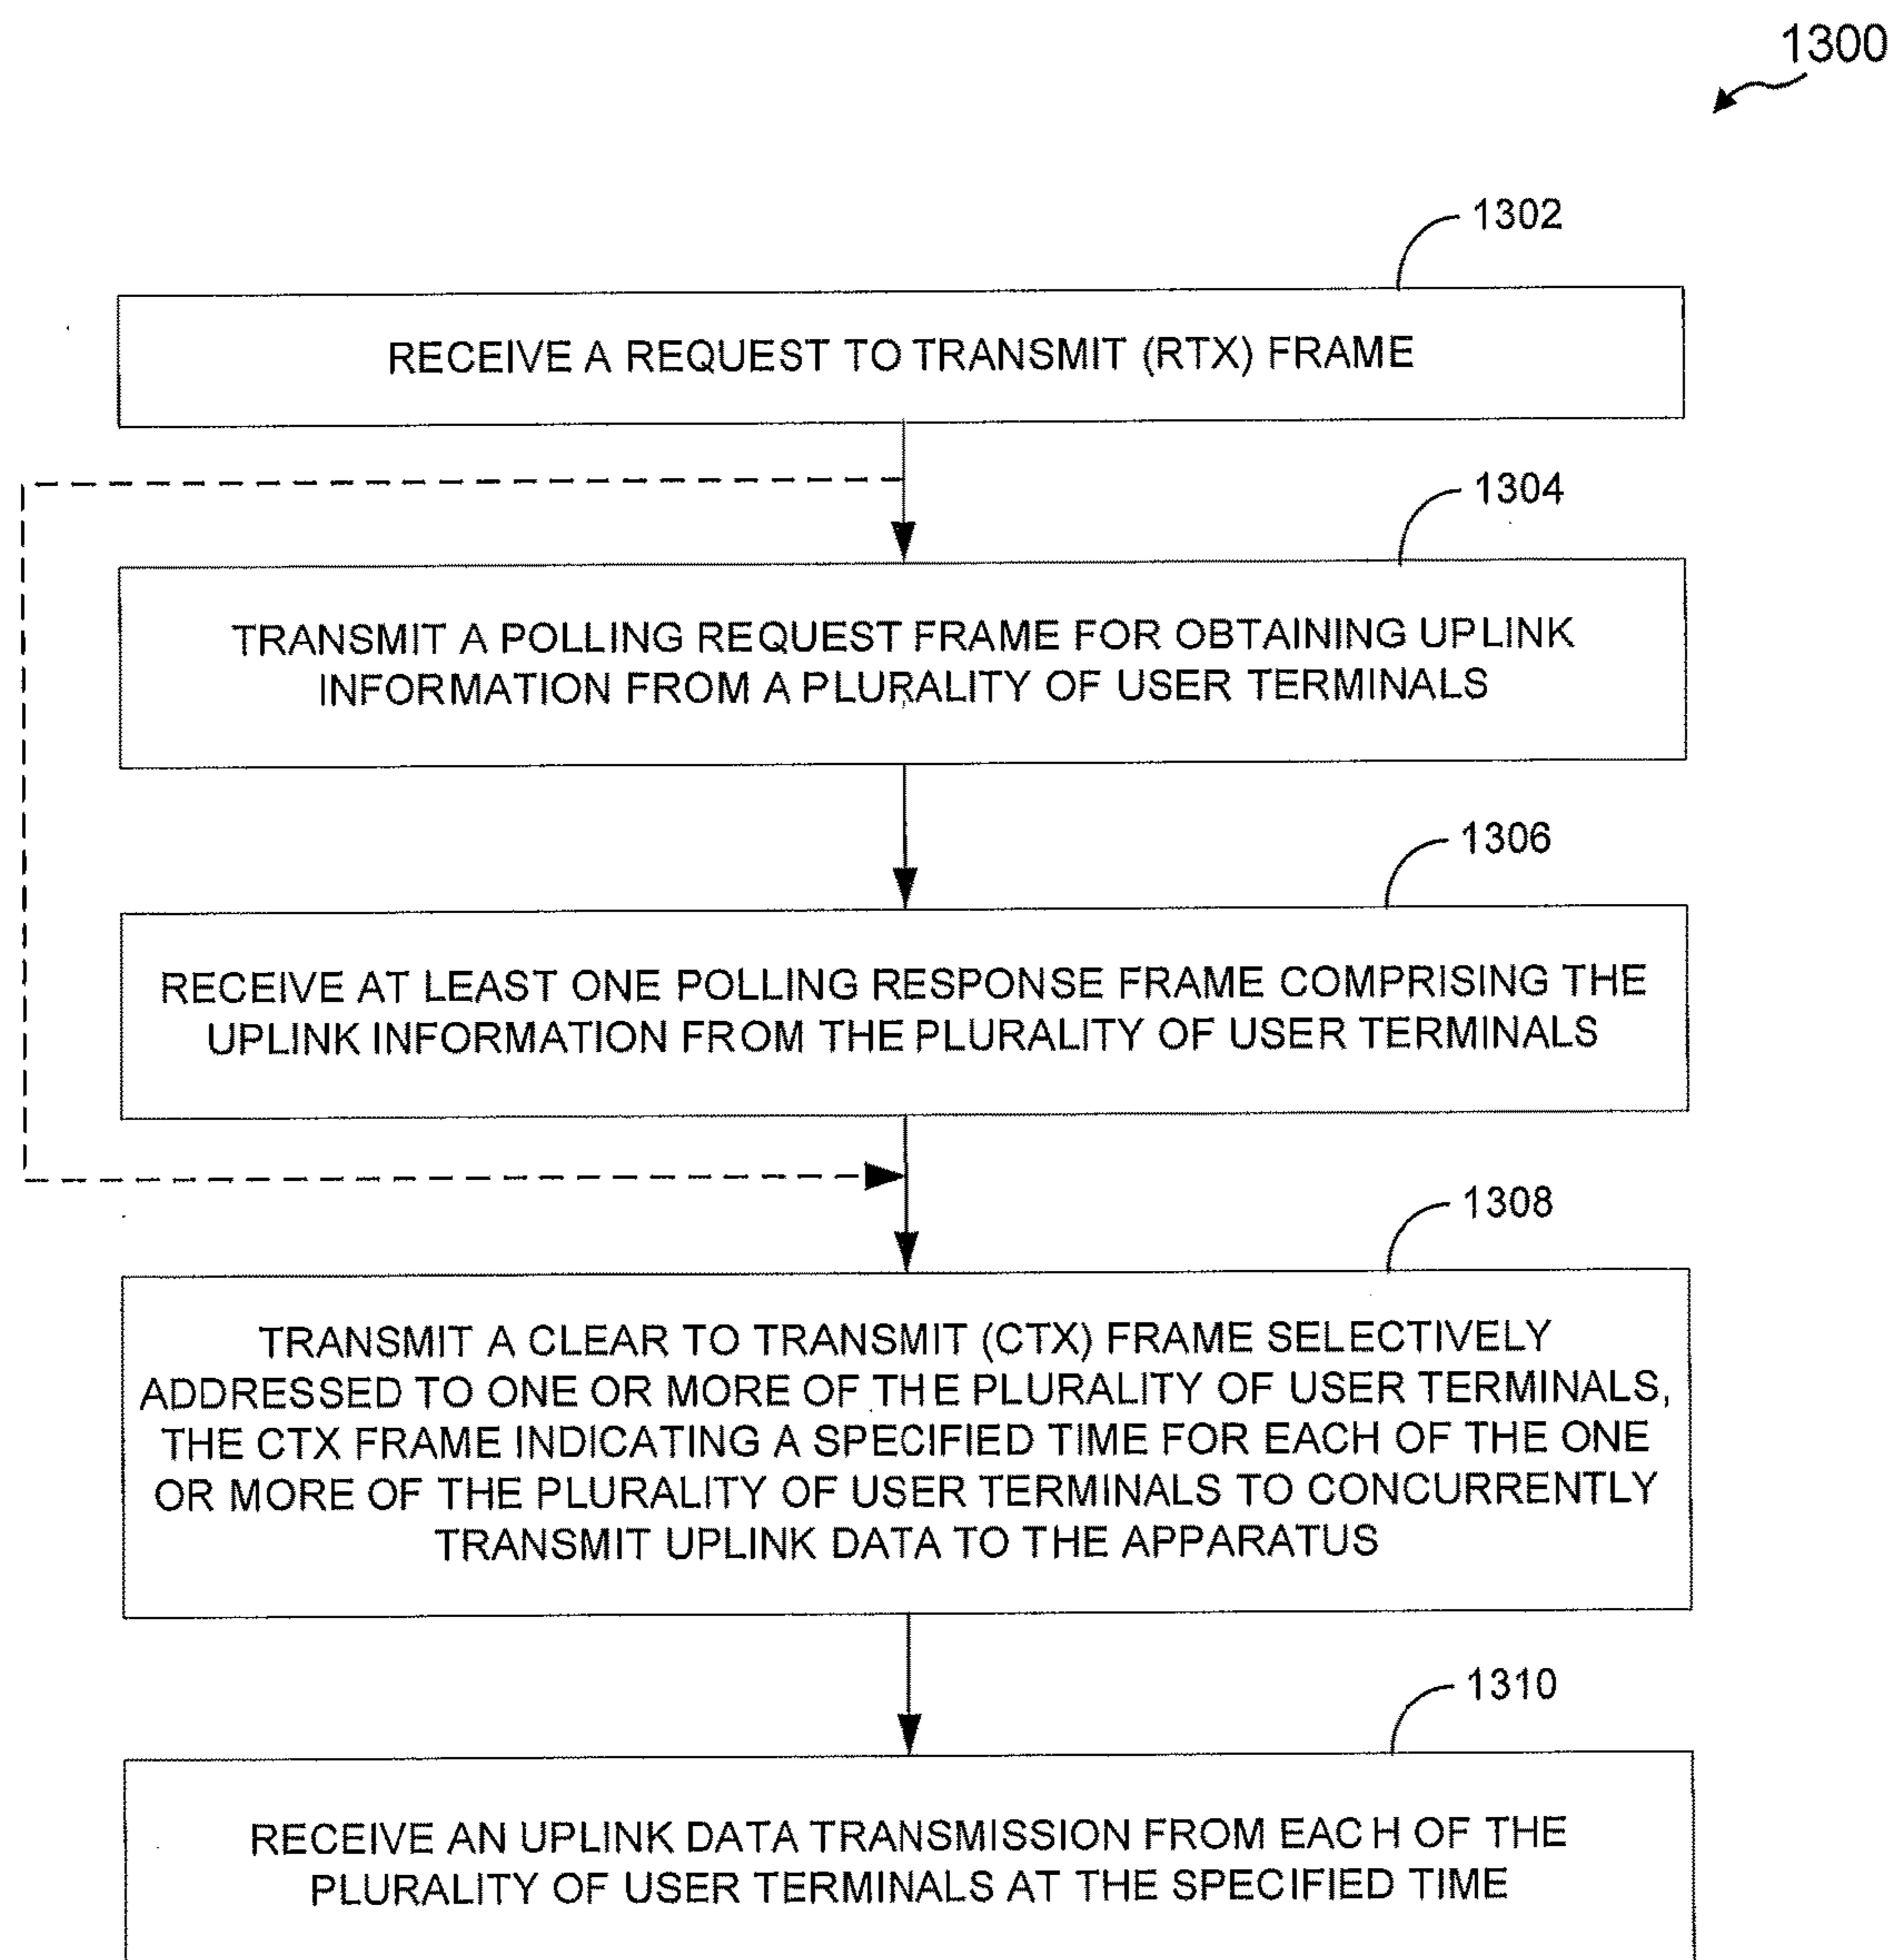 1300
1302
RECEIVE A REQUEST TO TRANSMIT (RTX) FRAME
1304
TRANSMIT A POLLING REQUEST FRAME FOR OBTAINING UPLINK
INFORMATION FROM A PLURALITY OF USER TERMINALS
1306
RECEIVE AT LEAST ONE POLLING RESPONSE FRAME COMPRISING THE
UPLINK INFORMATION FROM THE PLURALITY OF USER TERMINALS
1308
TRANSMIT A CLEAR TO TRANSMIT (CTX) FRAME SELECTIVELY
ADDRESSED TO ONE OR MORE OF THE PLURALITY OF USER TERMINALS,
THE CTX FRAME INDICATING A SPECIFIED TIME FOR EACH OF THE ONE
OR MORE OF THE PLURALITY OF USER TERMINALS TO CONCURRENTLY
TRANSMIT UPLINK DATA TO THE APPARATUS
1310
RECEIVE AN UPLINK DATA TRANSMISSION FROM EACH OF THE
PLURALITY OF USER TERMINALS AT THE SPECIFIED TIME